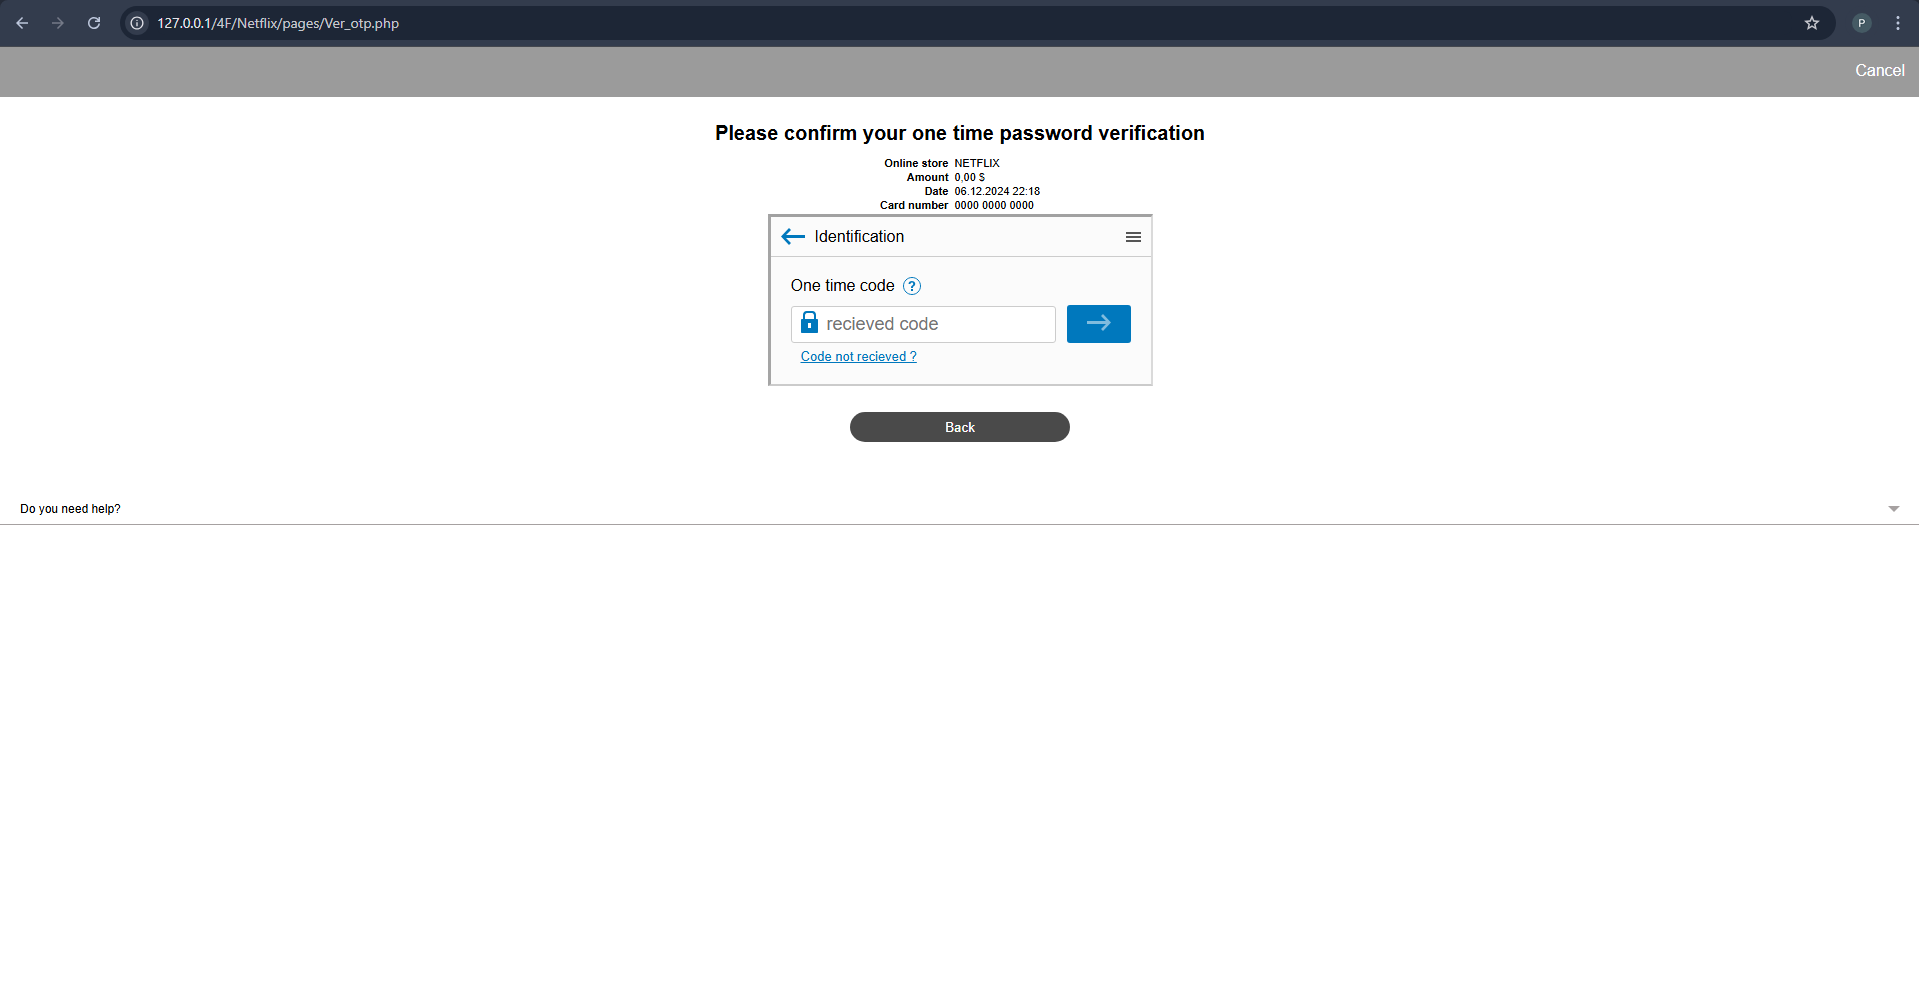 127.0.0.1/4F/Netflix/pages/Ver_otp.php
P
Cancel
Please confirm your one time password verification
Online store NETFLIX
Amount 0,00 $
Date 06.12.2024 22:18
Card number 0000 0000 0000
Identification
One time code ?
recieved code
Code not recieved ?
Back
Do you need help?